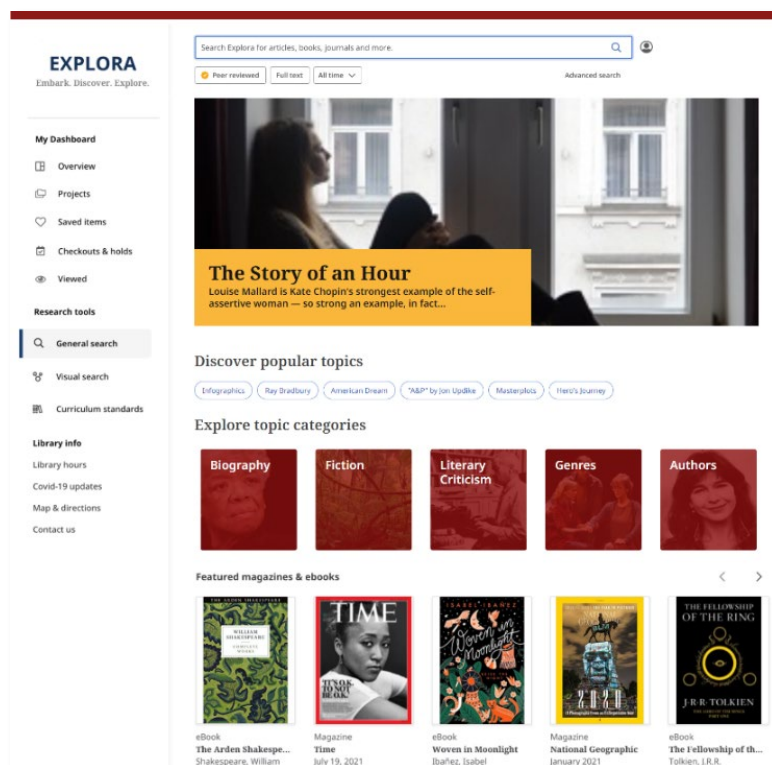 EXPLORA
Embark. Discover. Explore.
My Dashboard
Overview
Projects
Saved items
Checkouts & holds
Viewed
Research tools
General search
Visual search
Curriculum standards
Library info
Library hours
Covid-19 updates
Map & directions
Contact us
Search Explora for articles, books, journals and more.
Peer reviewed
Full text
All time
Advanced search
The Story of an Hour
Louise Mallard is Kate Chopin's strongest example of the self-
assertive woman — so strong an example, in fact...
Discover popular topics
Infographics
Ray Bradbury
American Dream
"A&P" by Jon Updike
Masterplots
Hero's Journey
Explore topic categories
Biography
Fiction
Literary
Criticism
Genres
Authors
Featured magazines & ebooks
THE ARDEN SHAKESPEARE
WILLIAM
SHAKESPEARE
COMPLETE
WORKS
eBook
The Arden Shakespe...
Shakespeare, William
TIME
'IT'S O.K.
TO NOT
BE O.K.'
Magazine
Time
July 19, 2021
ISABEL IBAÑEZ
Woven in
Moonlight
eBook
Woven in Moonlight
Ibañez, Isabel
2020
Magazine
National Geographic
January 2021
THE FELLOWSHIP
OF THE RING
J·R·R·TOLKIEN
eBook
The Fellowship of th...
Tolkien, J.R.R.